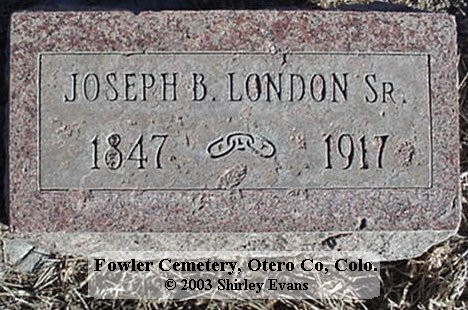 JOSEPH B. LONDON SR.
1847 1917
Fowler Cemetery, Otero Co, Colo.
© 2003 Shirley Evans